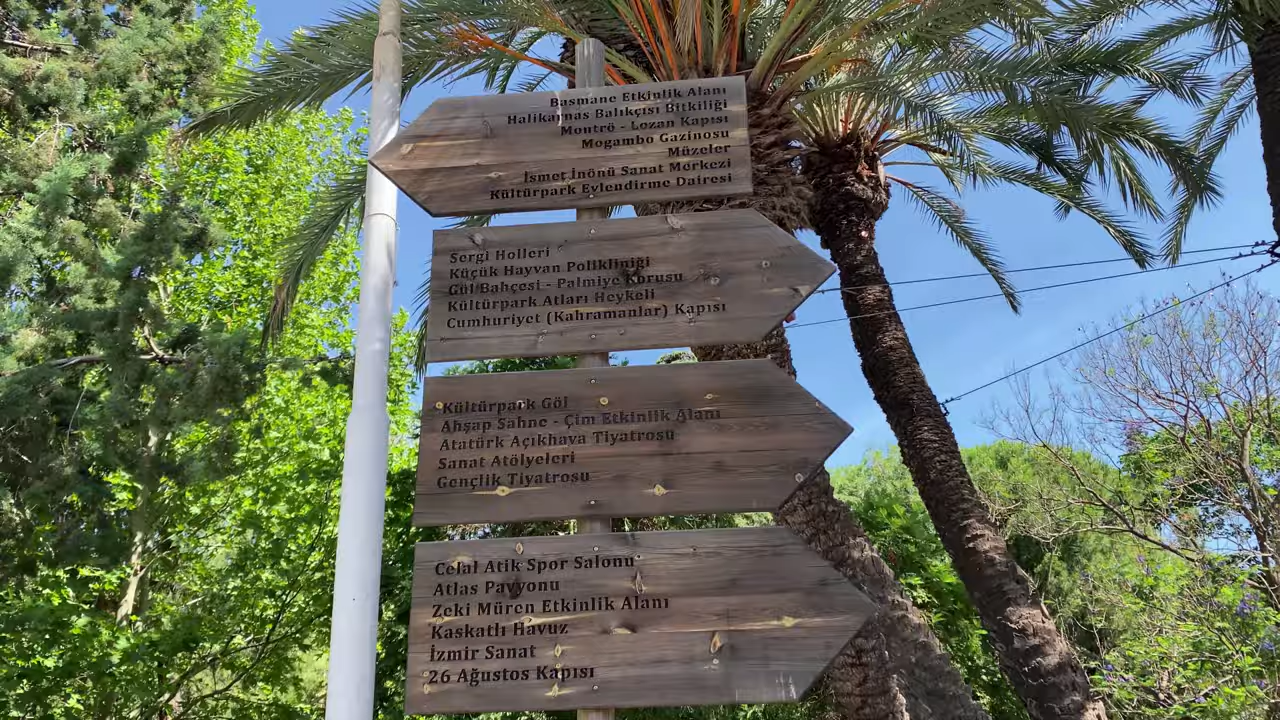 Basmane Etkinlik Alanı
Halikarnas Balıkçısı Bitkiliği
Montrö - Lozan Kapısı
Mogambo Gazinosu
Müzeler
İsmet İnönü Sanat Merkezi
Kültürpark Eylendirme Dairesi
Sergi Holleri
Küçük Hayvan Polikliniği
Gül Bahçesi - Palmiye Korusu
Kültürpark Atları Heykeli
Cumhuriyet (Kahramanlar) Kapısı
Kültürpark Göl
Ahşap Sahne - Çim Etkinlik Alanı
Atatürk Açıkhava Tiyatrosu
Sanat Atölyeleri
Gençlik Tiyatrosu
Celal Atik Spor Salonu
Atlas Pavyonu
Zeki Müren Etkinlik Alanı
Kaskatlı Havuz
İzmir Sanat
26 Ağustos Kapısı